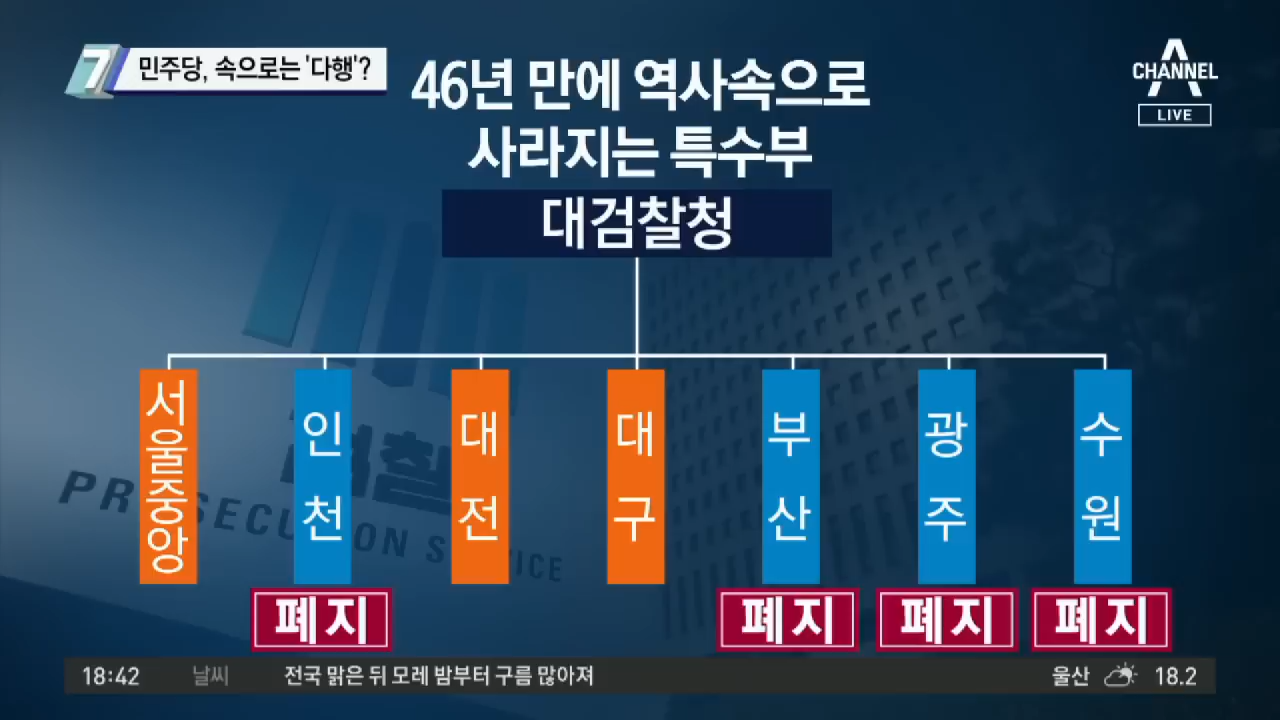 민주당, 속으로는 '다행'?
CHANNEL A
LIVE
46년 만에 역사속으로
사라지는 특수부
대검찰청
서울중앙
인천
대전
대구
부산
광주
수원
검찰
PROSECUTION SERVICE
폐지
폐지
폐지
폐지
18:42 날씨 전국 맑은 뒤 모레 밤부터 구름 많아져 울산 18.2